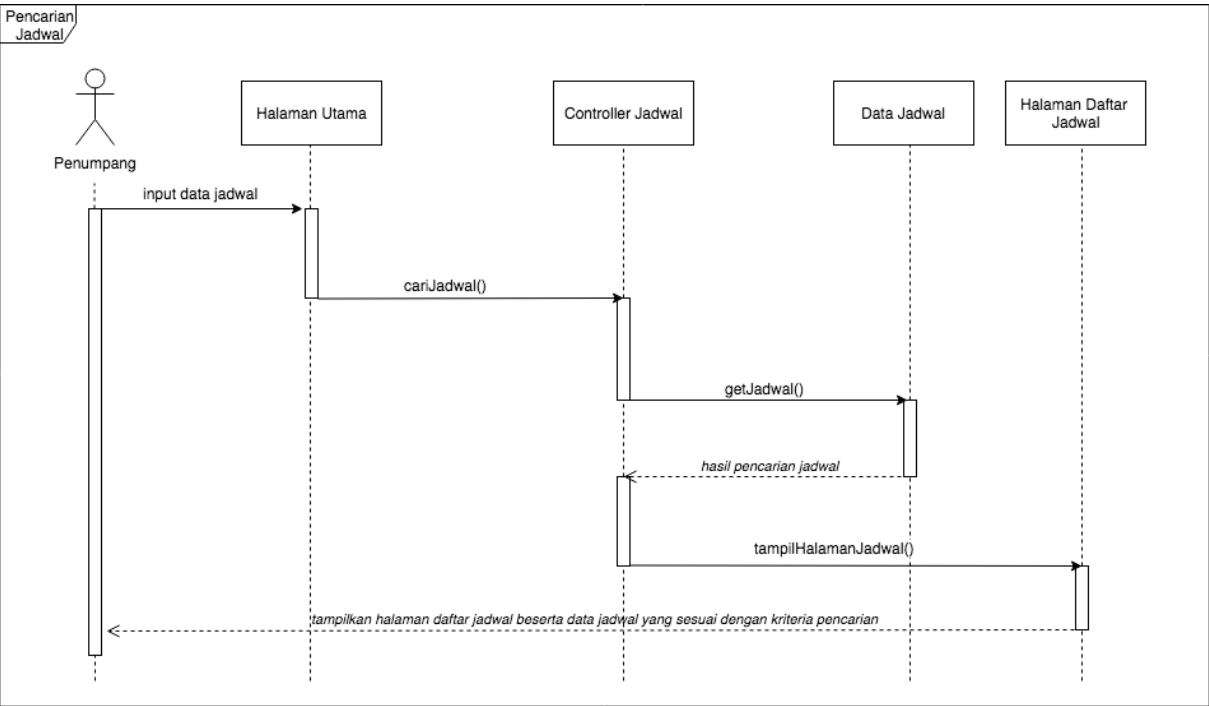 Pencarian
Jadwal
Halaman Utama
Controller Jadwal
Data Jadwal
Halaman Daftar
Jadwal
Penumpang
input data jadwal
cariJadwal()
getJadwal()
hasil pencarian jadwal
tampilHalamanJadwal()
tampilkan halaman daftar jadwal beserta data jadwal yang sesuai dengan kriteria pencarian